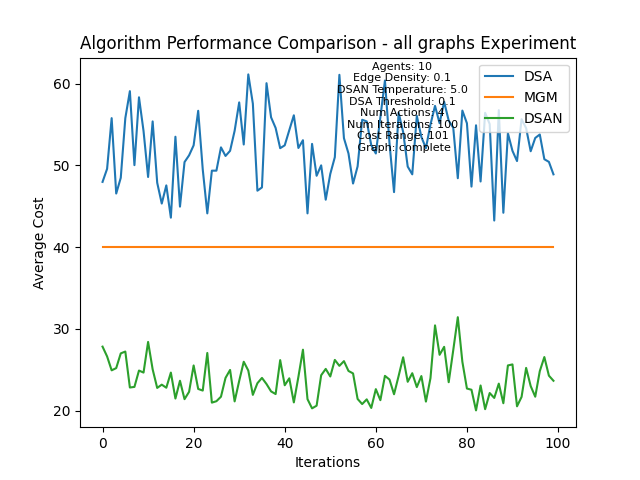 Algorithm Performance Comparison - all graphs Experiment
Agents: 10
Edge Density: 0.1
DSAN Temperature: 5.0
DSA Threshold: 0.1
Num Actions: 4
Num Iterations: 100
Cost Range: 101
Graph: complete
DSA
MGM
DSAN
60
50
40
30
20
Average Cost
0
20
40
60
80
100
Iterations